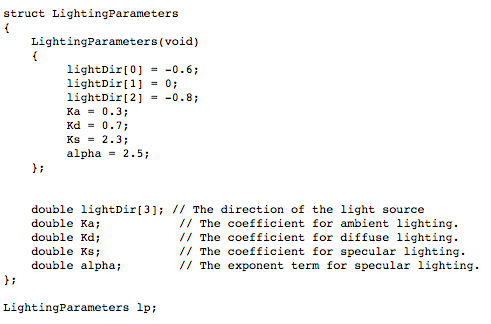 struct LightingParameters
{
    LightingParameters(void)
    {
         lightDir[0] = -0.6;
         lightDir[1] = 0;
         lightDir[2] = -0.8;
         Ka = 0.3;
         Kd = 0.7;
         Ks = 2.3;
         alpha = 2.5;
    };
    double lightDir[3]; // The direction of the light source
    double Ka;           // The coefficient for ambient lighting.
    double Kd;           // The coefficient for diffuse lighting.
    double Ks;           // The coefficient for specular lighting.
    double alpha;        // The exponent term for specular lighting.
};
LightingParameters lp;